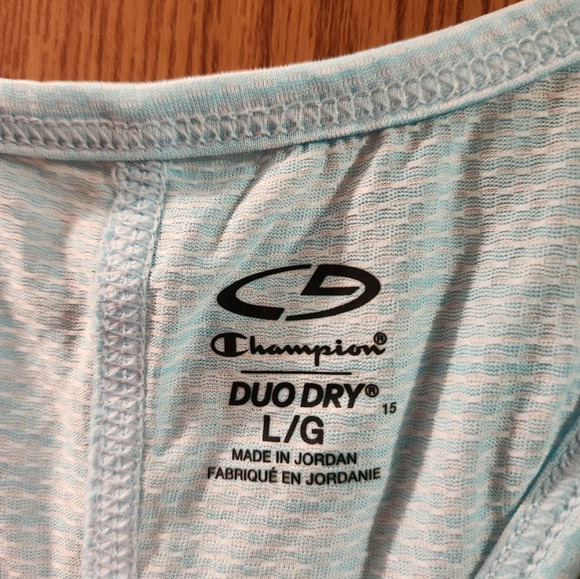 Champion®
DUO DRY® 15
L/G
MADE IN JORDAN
FABRIQUÉ EN JORDANIE